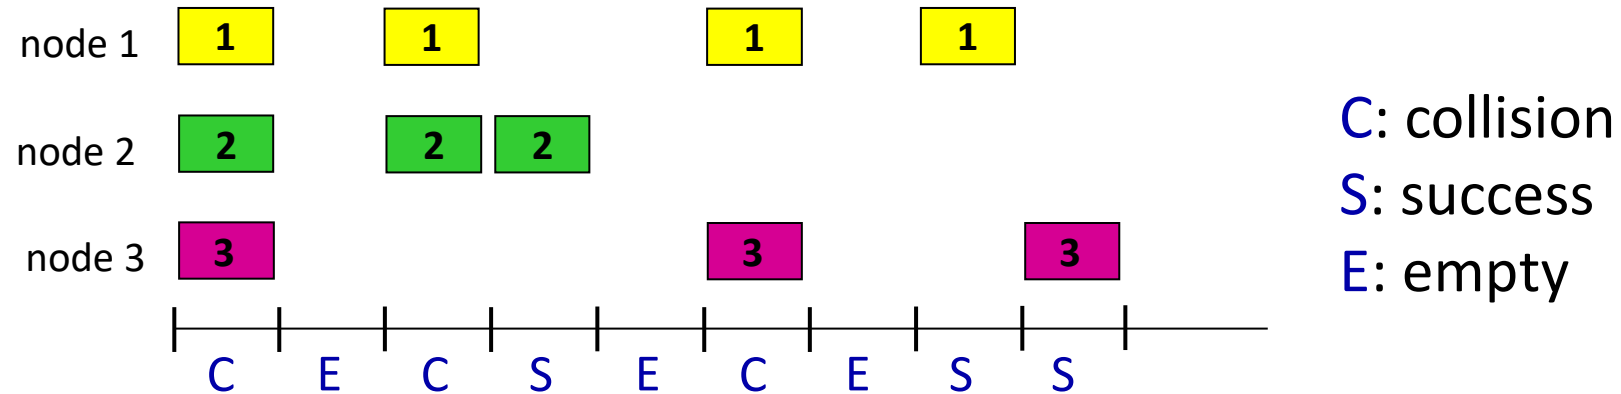 node 1 1 1 1 1
node 2 2 2 2
node 3 3 3 3
C E C S E C E S S
C: collision
S: success
E: empty